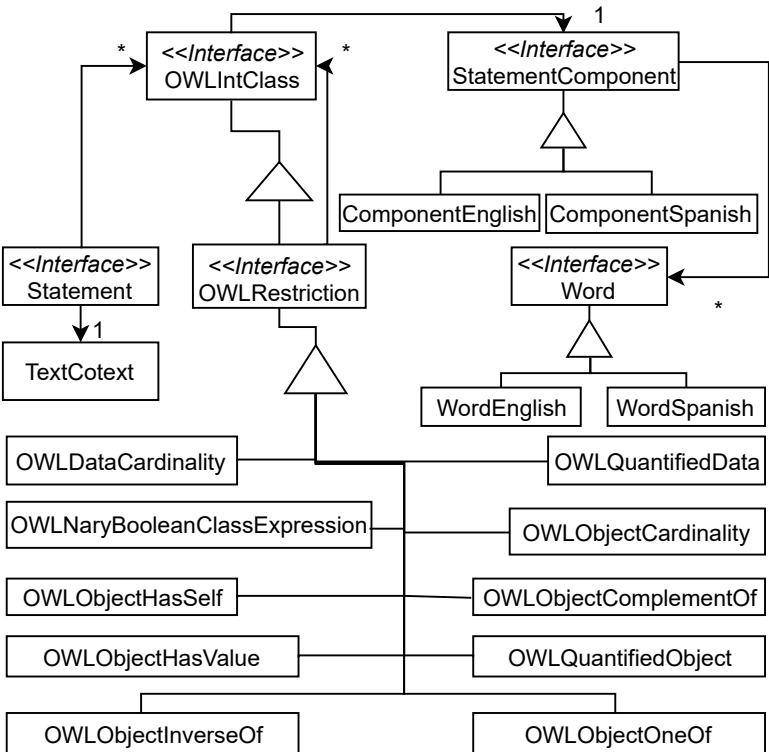 1
*
<<Interface>>
OWLIntClass
*
<<Interface>>
StatementComponent
ComponentEnglish
ComponentSpanish
<<Interface>>
Statement
<<Interface>>
OWLRestriction
<<Interface>>
Word
*
1
TextCotext
WordEnglish
WordSpanish
OWLDataCardinality
OWLQuantifiedData
OWLNaryBooleanClassExpression
OWLObjectCardinality
OWLObjectHasSelf
OWLObjectComplementOf
OWLObjectHasValue
OWLQuantifiedObject
OWLObjectInverseOf
OWLObjectOneOf